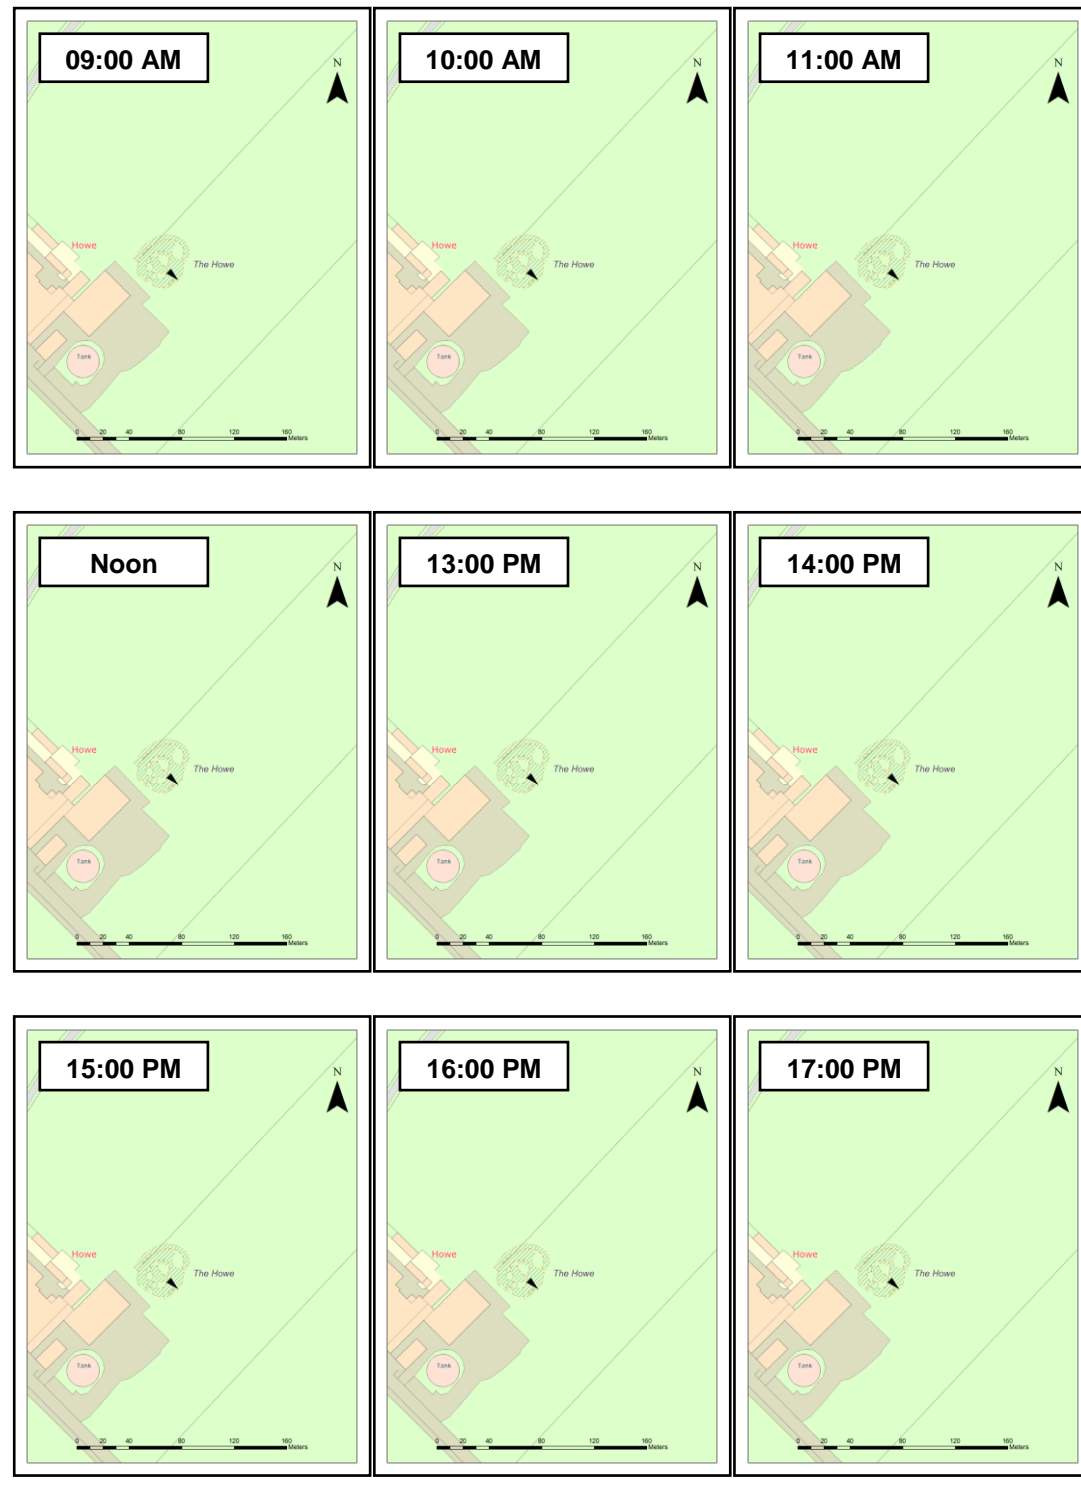 09:00 AM
N
Howe
The Howe
Tank
0 20 40 80 120 160
Meters
10:00 AM
N
Howe
The Howe
Tank
0 20 40 80 120 160
Meters
11:00 AM
N
Howe
The Howe
Tank
0 20 40 80 120 160
Meters
Noon
N
Howe
The Howe
Tank
0 20 40 80 120 160
Meters
13:00 PM
N
Howe
The Howe
Tank
0 20 40 80 120 160
Meters
14:00 PM
N
Howe
The Howe
Tank
0 20 40 80 120 160
Meters
15:00 PM
N
Howe
The Howe
Tank
0 20 40 80 120 160
Meters
16:00 PM
N
Howe
The Howe
Tank
0 20 40 80 120 160
Meters
17:00 PM
N
Howe
The Howe
Tank
0 20 40 80 120 160
Meters